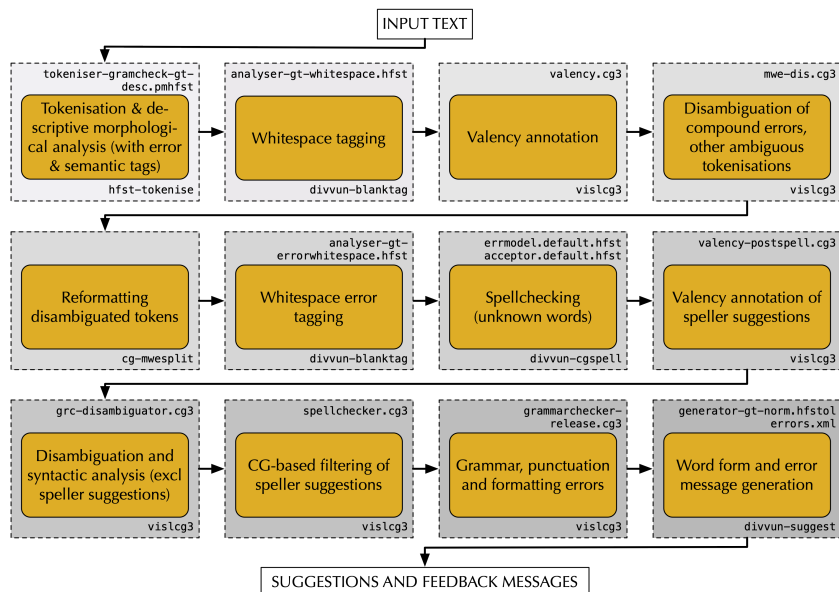 INPUT TEXT
tokeniser-gramcheck-gt-
desc.pmhfst
Tokenisation & de-
scriptive morphologi-
cal analysis (with error
& semantic tags)
hfst-tokenise
analyser-gt-whitespace.hfst
Whitespace tagging
divvun-blanktag
valency.cg3
Valency annotation
vislcg3
mwe-dis.cg3
Disambiguation of
compound errors,
other ambiguous
tokenisations
vislcg3
Reformatting
disambiguated tokens
cg-mwesplit
analyser-gt-
errorwhitespace.hfst
Whitespace error
tagging
divvun-blanktag
errmodel.default.hfst
acceptor.default.hfst
Spellchecking
(unknown words)
divvun-cgspell
valency-postspell.cg3
Valency annotation of
speller suggestions
vislcg3
grc-disambiguator.cg3
Disambiguation and
syntactic analysis (excl
speller suggestions)
vislcg3
spellchecker.cg3
CG-based filtering of
speller suggestions
vislcg3
grammarchecker-
release.cg3
Grammar, punctuation
and formatting errors
vislcg3
generator-gt-norm.hfstol
errors.xml
Word form and error
message generation
divvun-suggest
SUGGESTIONS AND FEEDBACK MESSAGES